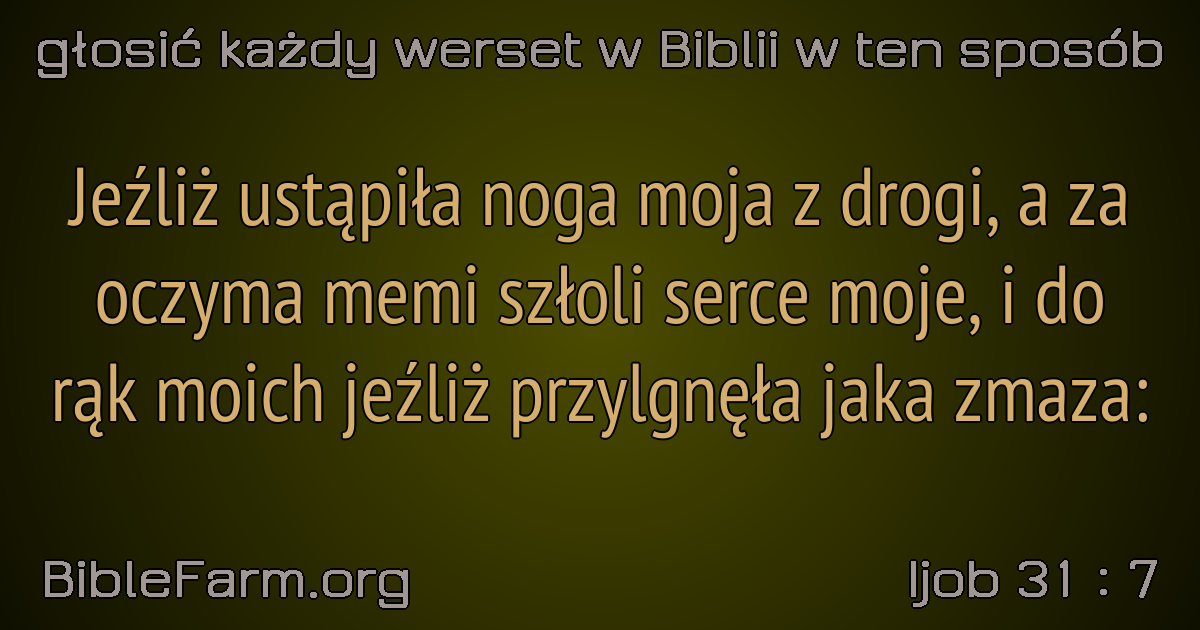 głosić każdy werset w Biblii w ten sposób
Jeźliż ustąpiła noga moja z drogi, a za
oczyma memi szłoli serce moje, i do
rąk moich jeźliż przylgnęła jaka zmaza:
BibleFarm.org
Ijob 31 : 7